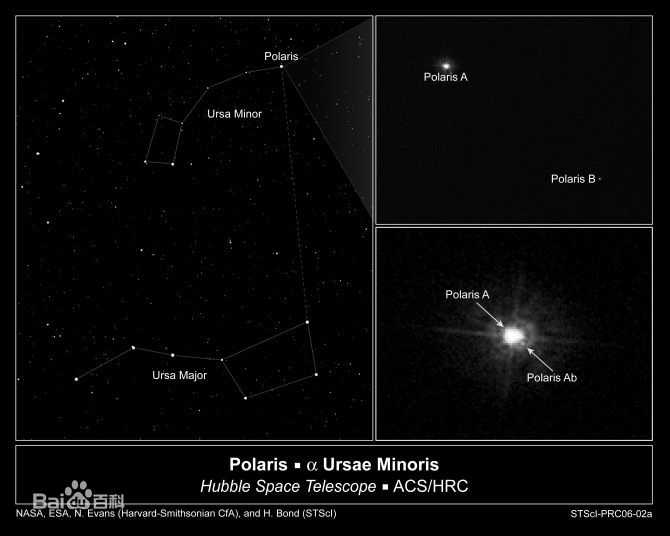 Polaris
Ursa Minor
Ursa Major
Polaris A
Polaris B
Polaris A
Polaris Ab
Polaris ▪ α Ursae Minoris
Hubble Space Telescope ▪ ACS/HRC
Bai百科
NASA, ESA, N. Evans (Harvard-Smithsonian CfA), and H. Bond (STScI)
STScI-PRC06-02a